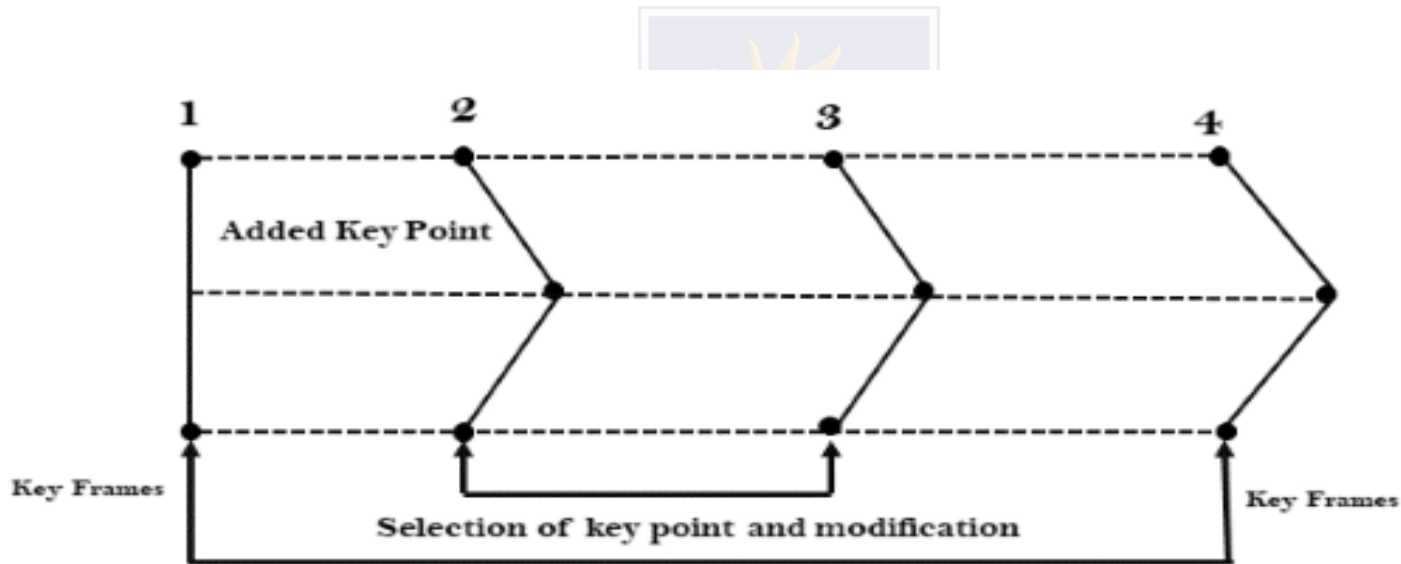 1
2
3
4
Added Key Point
Key Frames
Key Frames
Selection of key point and modification